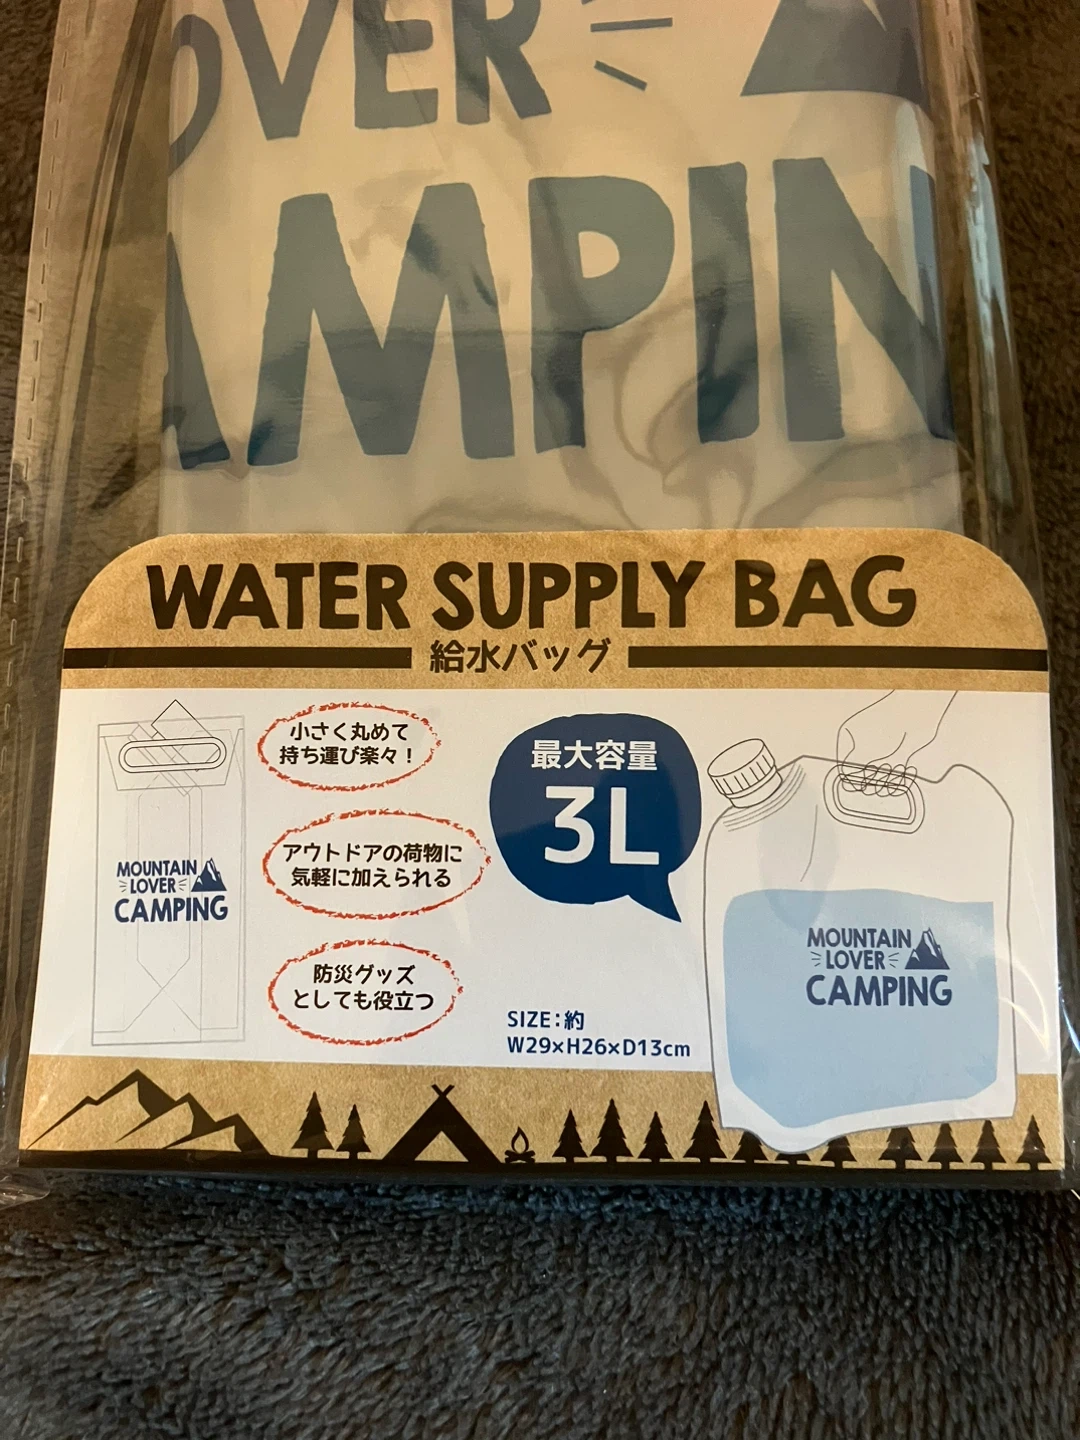 OVER
AMPIN
WATER SUPPLY BAG
給水バッグ
小さく丸めて
持ち運び楽々！
アウトドアの荷物に
気軽に加えられる
防災グッズ
としても役立つ
MOUNTAIN
LOVER
CAMPING
最大容量
3L
SIZE:約
W29×H26×D13cm
MOUNTAIN
LOVER
CAMPING